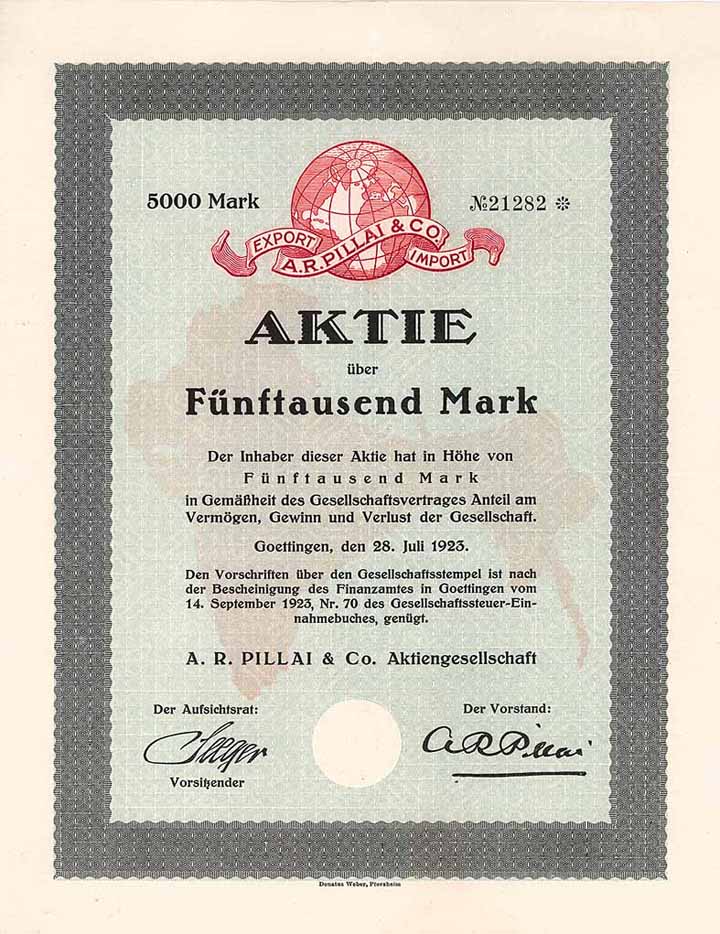 5000 Mark
№21282 ✻
EXPORT
A.R.PILLAI & CO.
IMPORT
AKTIE
über
Fünftausend Mark
Der Inhaber dieser Aktie hat in Höhe von
Fünftausend Mark
in Gemäßheit des Gesellschaftsvertrages Anteil am
Vermögen, Gewinn und Verlust der Gesellschaft.
Goettingen, den 28. Juli 1923.
Den Vorschriften über den Gesellschaftsstempel ist nach
der Bescheinigung des Finanzamtes in Goettingen vom
14. September 1923, Nr. 70 des Gesellschaftssteuer-Ein-
nahmebuches, genügt.
A. R. PILLAI & Co. Aktiengesellschaft
Der Aufsichtsrat:
Der Vorstand:
A R Pillai
Vorsitzender
Donatus Weber, Pforzheim